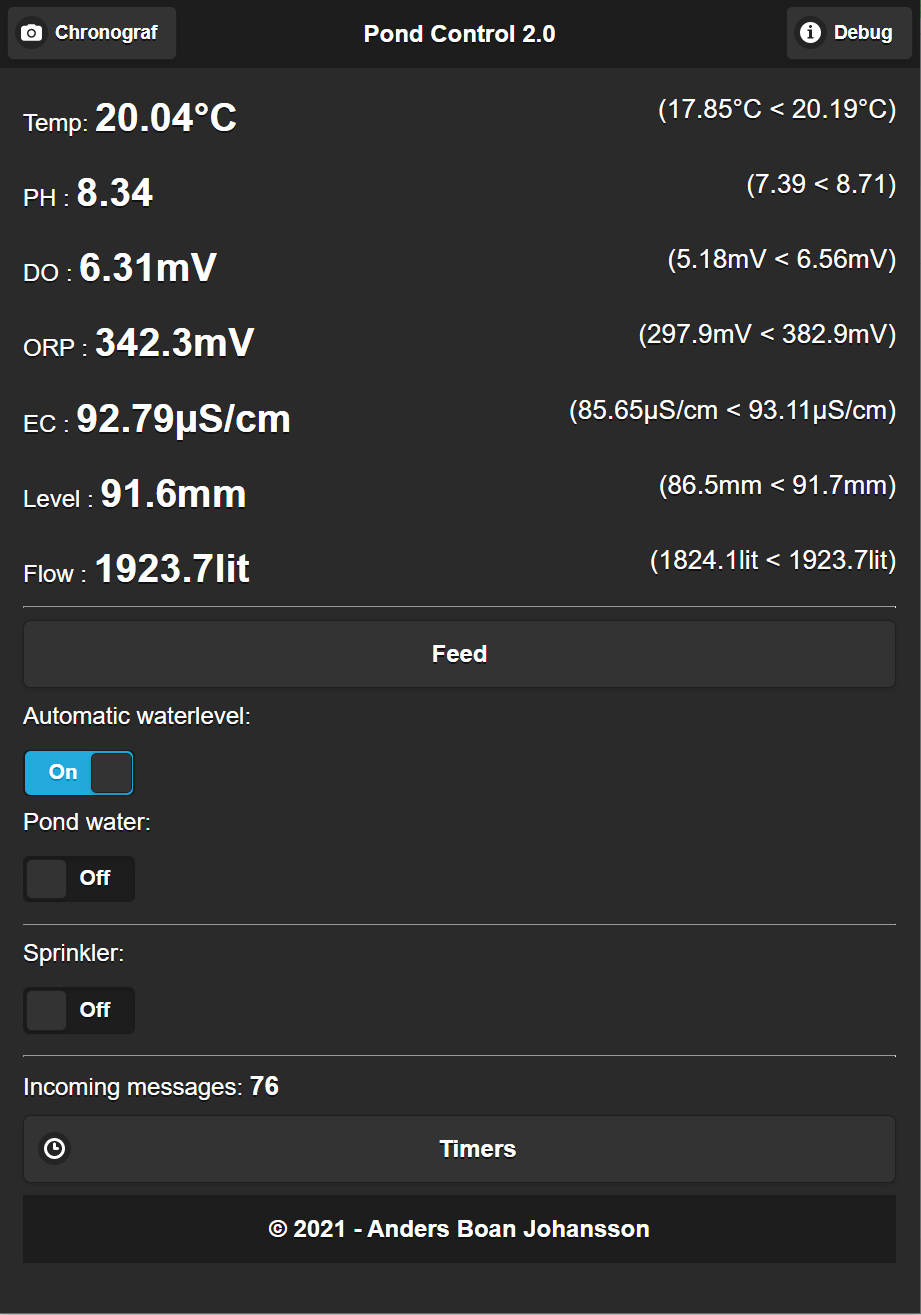 Chronograf
Pond Control 2.0
Debug
Temp: 20.04°C (17.85°C < 20.19°C)
PH : 8.34 (7.39 < 8.71)
DO : 6.31mV (5.18mV < 6.56mV)
ORP : 342.3mV (297.9mV < 382.9mV)
EC : 92.79µS/cm (85.65µS/cm < 93.11µS/cm)
Level : 91.6mm (86.5mm < 91.7mm)
Flow : 1923.7lit (1824.1lit < 1923.7lit)
Feed
Automatic waterlevel:
On
Pond water:
Off
Sprinkler:
Off
Incoming messages: 76
Timers
© 2021 - Anders Boan Johansson